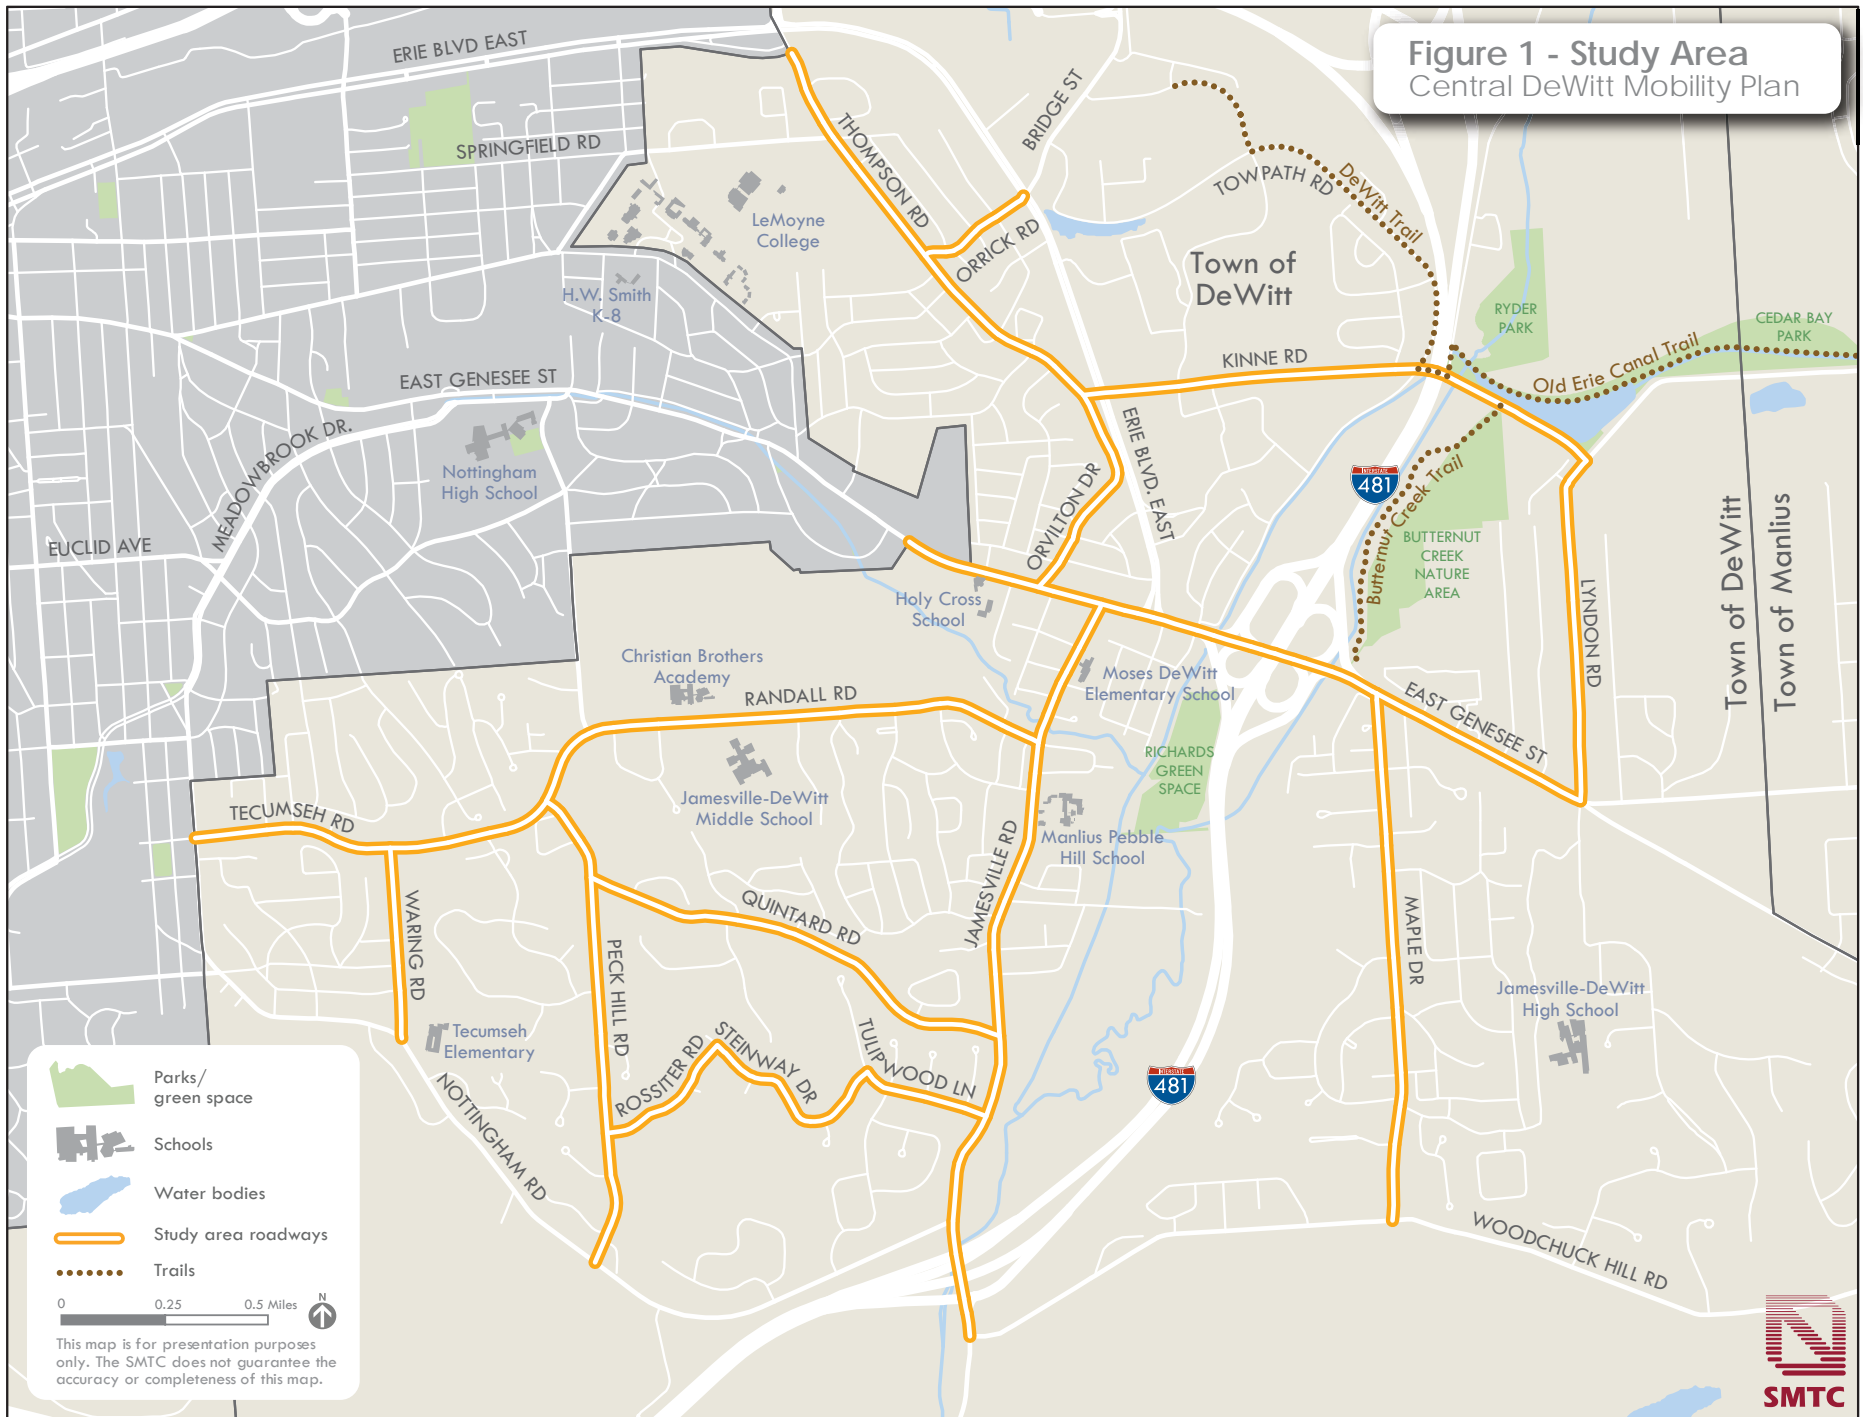 Figure 1 - Study Area
Central DeWitt Mobility Plan
ERIE BLVD EAST
SPRINGFIELD RD
THOMPSON RD
BRIDGE ST
TOWPATH RD
DeWitt Trail
ORRICK RD
LeMoyne
College
H.W. Smith
K-8
Town of
DeWitt
RYDER
PARK
CEDAR BAY
PARK
KINNE RD
Old Erie Canal Trail
EAST GENESEE ST
MEADOWBROOK DR.
Nottingham
High School
EUCLID AVE
ERIE BLVD. EAST
ORVILTON DR
INTERSTATE
481
Butternut Creek Trail
BUTTERNUT
CREEK
NATURE
AREA
LYNDON RD
Town of DeWitt
Town of Manlius
Holy Cross
School
Christian Brothers
Academy
RANDALL RD
Moses DeWitt
Elementary School
EAST GENESEE ST
RICHARDS
GREEN
SPACE
Jamesville-DeWitt
Middle School
TECUMSEH RD
Manlius Pebble
Hill School
JAMESVILLE RD
WARING RD
QUINTARD RD
PECK HILL RD
MAPLE DR
Jamesville-DeWitt
High School
Tecumseh
Elementary
ROSSITER RD
STEINWAY DR
TULIPWOOD LN
INTERSTATE
481
NOTTINGHAM RD
WOODCHUCK HILL RD
Parks/
green space
Schools
Water bodies
Study area roadways
Trails
0 0.25 0.5 Miles
N
This map is for presentation purposes
only. The SMTC does not guarantee the
accuracy or completeness of this map.
SMTC